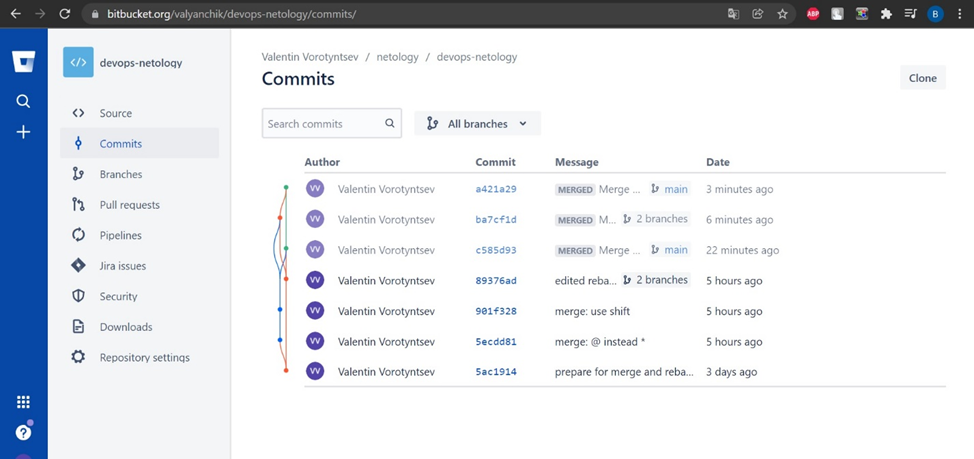 bitbucket.org/valyanchik/devops-netology/commits/
ABP
B
devops-netology
Source
Commits
Branches
Pull requests
Pipelines
Jira issues
Security
Downloads
Repository settings
Valentin Vorotyntsev / netology / devops-netology
Commits
Clone
Search commits
All branches
Author Commit Message Date
VV Valentin Vorotyntsev a421a29 MERGED Merge ... main 3 minutes ago
VV Valentin Vorotyntsev ba7cf1d MERGED M... 2 branches 6 minutes ago
VV Valentin Vorotyntsev c585d93 MERGED Merge ... main 22 minutes ago
VV Valentin Vorotyntsev 89376ad edited reba... 2 branches 5 hours ago
VV Valentin Vorotyntsev 901f328 merge: use shift 5 hours ago
VV Valentin Vorotyntsev 5ecdd81 merge: @ instead * 5 hours ago
VV Valentin Vorotyntsev 5ac1914 prepare for merge and reba... 3 days ago